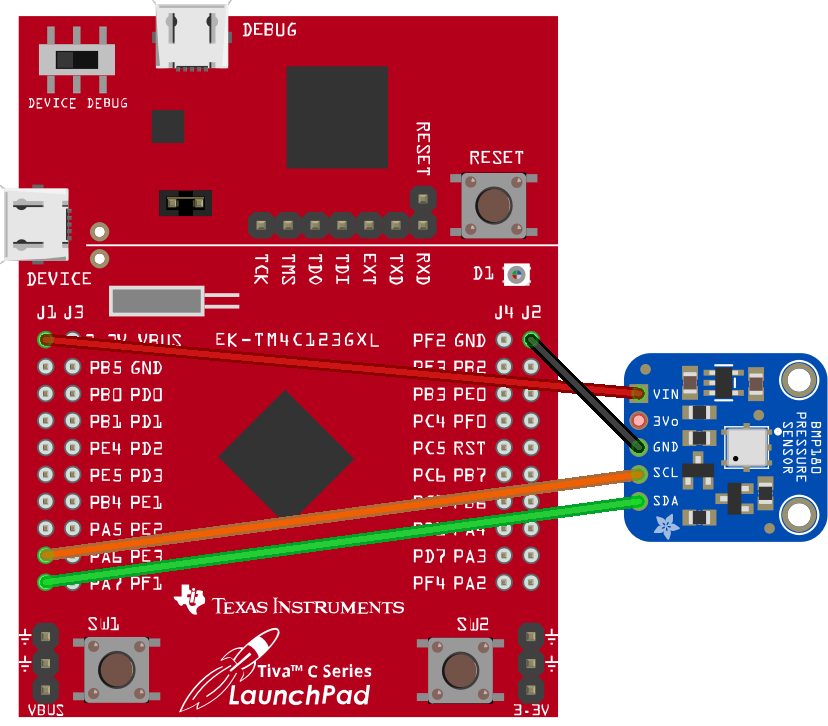 DEBUG
DEVICE DEBUG
RESET
RESET
DEVICE
TCK TMS TDO TDI EXT TXD RXD
D1
J1 J3
J4 J2
3.3V VBUS
EK-TM4C123GXL
PF2 GND
PB5 GND
PF3 PB2
PB0 PD0
PB3 PE0
PB1 PD1
PC4 PF0
PE4 PD2
PC5 RST
PE5 PD3
PC6 PB7
PB4 PE1
PB6
PA5 PE2
PA4
PA6 PE3
PD7 PA3
PA7 PF1
PF4 PA2
VIN
3Vo
GND
SCL
SDA
BMP180
PRESSURE
SENSOR
TEXAS INSTRUMENTS
SW1
SW2
Tiva™ C Series
LaunchPad
VBUS
3.3V